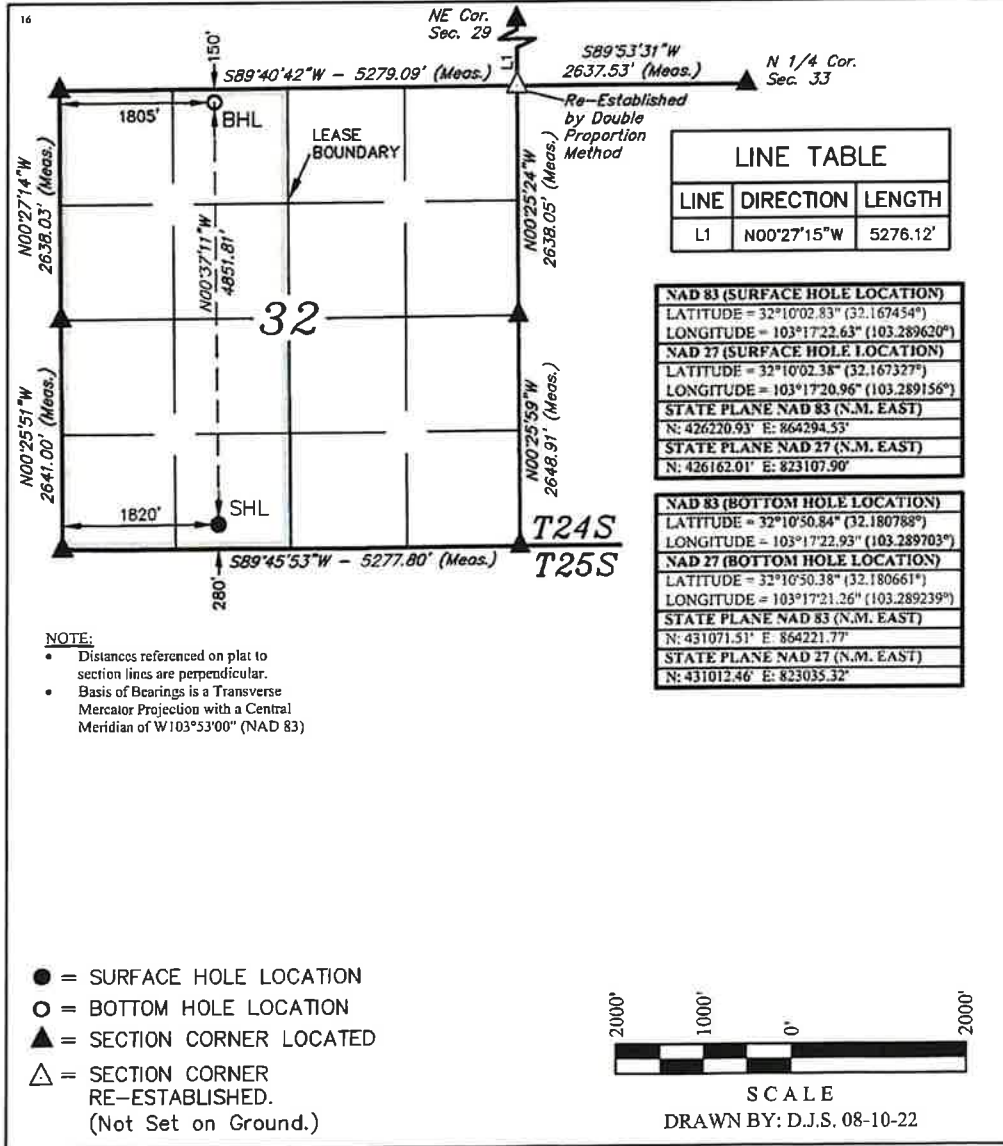 16
NE Cor.
Sec. 29
150'
L1
S89°40'42"W - 5279.09' (Meas.)
S89°53'31"W
2637.53' (Meas.)
N 1/4 Cor.
Sec. 33
1805'
BHL
Re-Established
by Double
Proportion
Method
LEASE
BOUNDARY
N00°27'14"W
2638.03' (Meas.)
N00°25'24"W
2638.05' (Meas.)
N00°37'11"W
4851.81'
32
N00°25'51"W
2641.00' (Meas.)
N00°25'59"W
2648.91' (Meas.)
1820'
SHL
T24S
T25S
S89°45'53"W - 5277.80' (Meas.)
280'
LINE TABLE
LINE DIRECTION LENGTH
L1 N00°27'15"W 5276.12'
NAD 83 (SURFACE HOLE LOCATION)
LATITUDE = 32°10'02.83" (32.167454°)
LONGITUDE = 103°17'22.63" (103.289620°)
NAD 27 (SURFACE HOLE LOCATION)
LATITUDE = 32°10'02.38" (32.167327°)
LONGITUDE = 103°17'20.96" (103.289156°)
STATE PLANE NAD 83 (N.M. EAST)
N: 426220.93' E: 864294.53'
STATE PLANE NAD 27 (N.M. EAST)
N: 426162.01' E: 823107.90'
NAD 83 (BOTTOM HOLE LOCATION)
LATITUDE = 32°10'50.84" (32.180788°)
LONGITUDE = 103°17'22.93" (103.289703°)
NAD 27 (BOTTOM HOLE LOCATION)
LATITUDE = 32°10'50.38" (32.180661°)
LONGITUDE = 103°17'21.26" (103.289239°)
STATE PLANE NAD 83 (N.M. EAST)
N: 431071.51' E: 864221.77'
STATE PLANE NAD 27 (N.M. EAST)
N: 431012.46' E: 823035.32'
NOTE:
• Distances referenced on plat to
section lines are perpendicular.
• Basis of Bearings is a Transverse
Mercator Projection with a Central
Meridian of W103°53'00" (NAD 83)
● = SURFACE HOLE LOCATION
○ = BOTTOM HOLE LOCATION
▲ = SECTION CORNER LOCATED
△ = SECTION CORNER
RE-ESTABLISHED.
(Not Set on Ground.)
2000' 1000' 0' 2000'
SCALE
DRAWN BY: D.J.S. 08-10-22